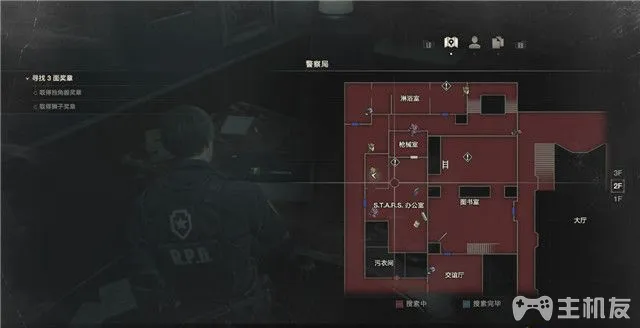 警察局
寻找 3 面奖章
取得独角兽奖章
取得狮子奖章
淋浴室
枪械室
S.T.A.R.S. 办公室
图书室
大厅
污衣间
交谊厅
3F
2F
1F
搜索中
搜索完毕
R.P.D
主机友